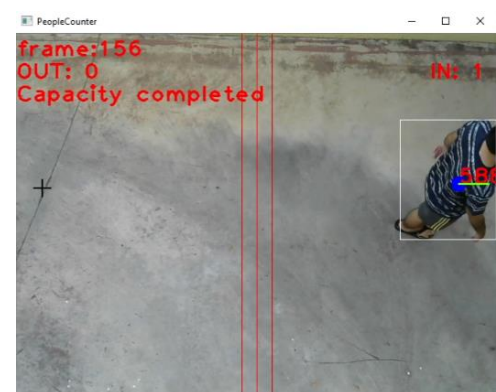 PeopleCounter
frame:156
OUT: 0
IN: 1
Capacity completed